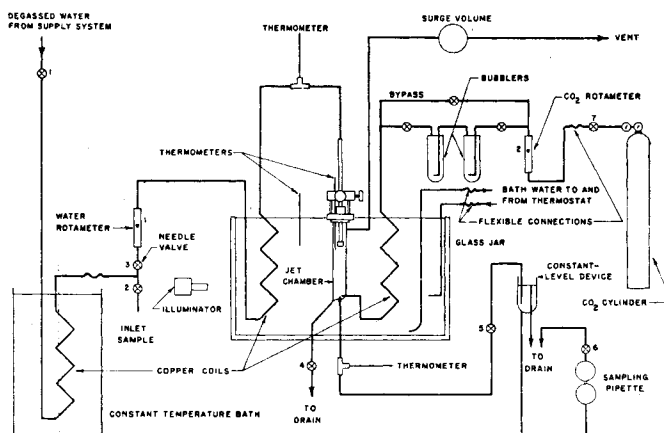 DEGASSED WATER
FROM SUPPLY SYSTEM
1
THERMOMETER
SURGE VOLUME
VENT
BUBBLERS
BYPASS
CO2 ROTAMETER
7
2
THERMOMETERS
BATH WATER TO AND
FROM THERMOSTAT
FLEXIBLE CONNECTIONS
WATER
ROTAMETER
1
NEEDLE
VALVE
3
2
GLASS JAR
JET
CHAMBER
CONSTANT-
LEVEL DEVICE
ILLUMINATOR
CO2 CYLINDER
INLET
SAMPLE
5
6
COPPER COILS
4
THERMOMETER
TO
DRAIN
SAMPLING
PIPETTE
TO
DRAIN
CONSTANT TEMPERATURE BATH